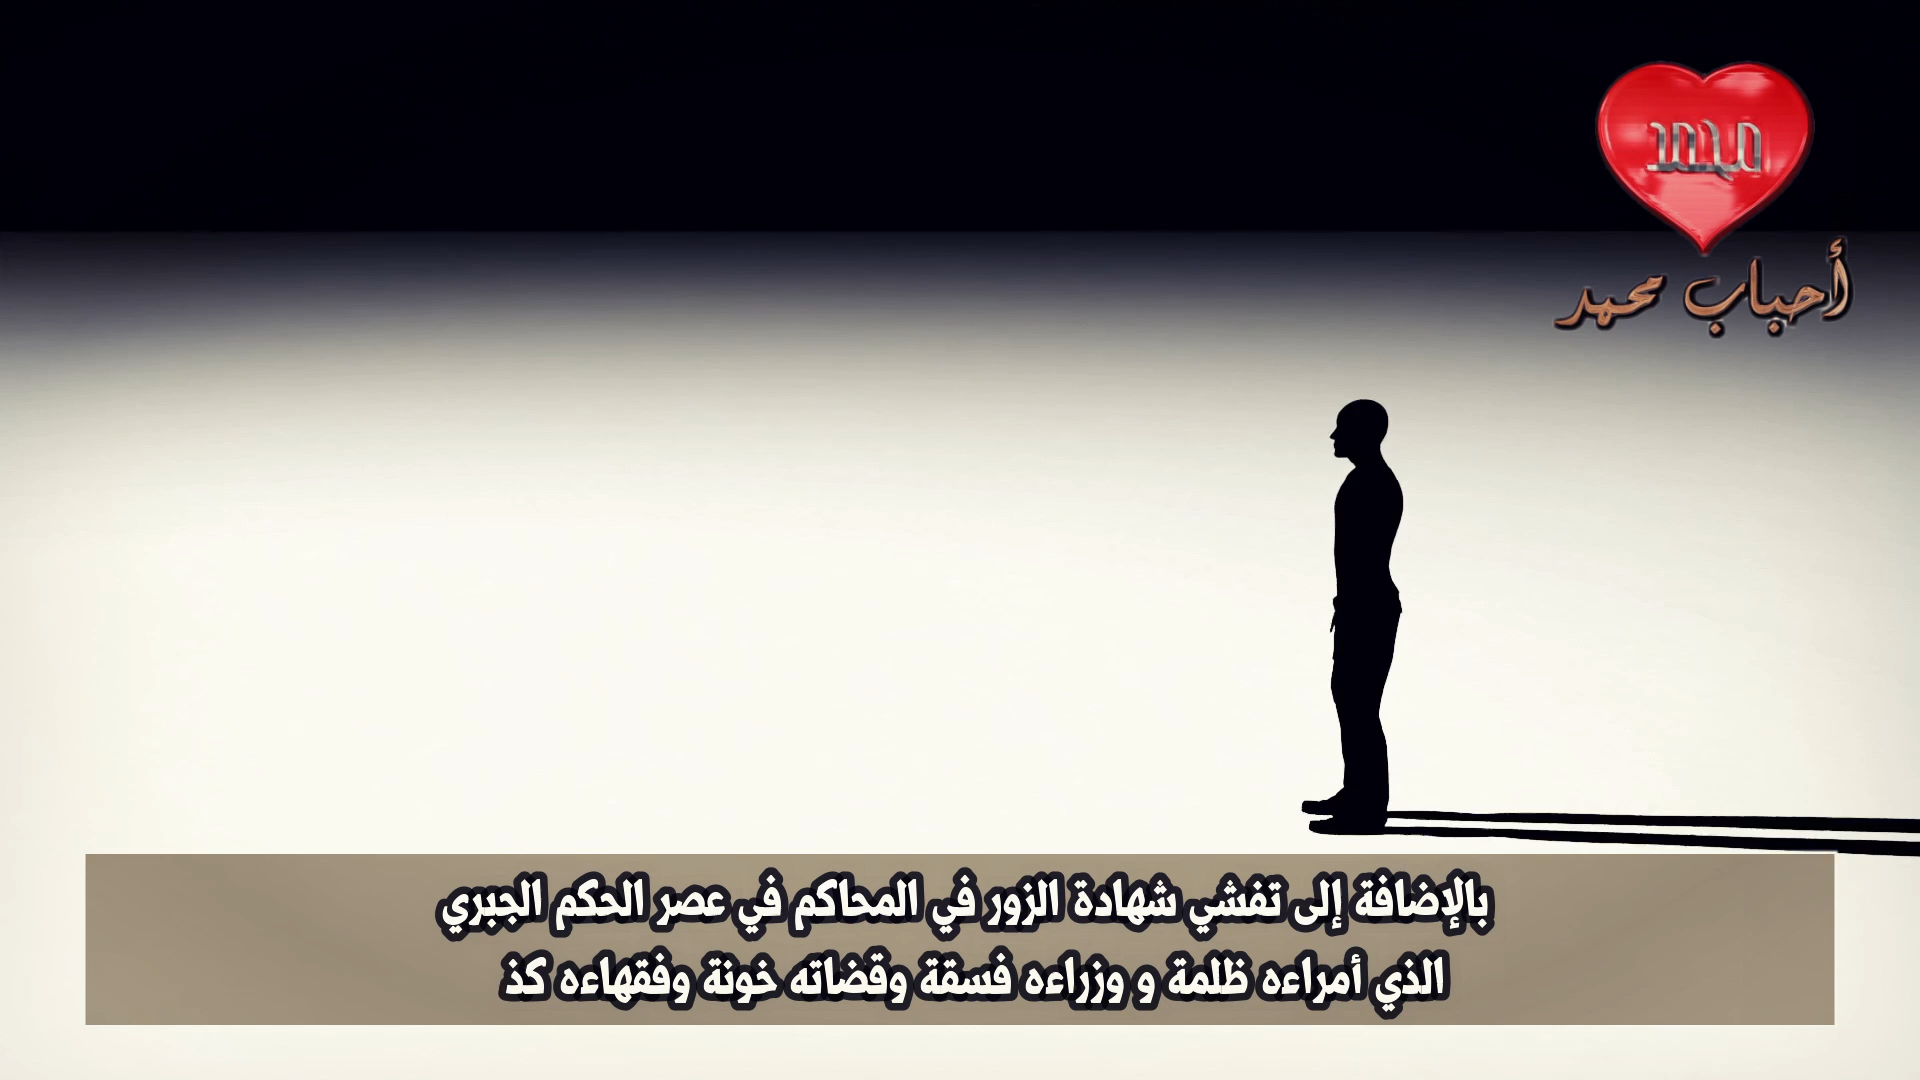 محمد
أحباب محمد
بالإضافة إلى تفشي شهادة الزور في المحاكم في عصر الحكم الجبري
الذي أمراءه ظلمة و وزراءه فسقة وقضاته خونة وفقهاءه كذ